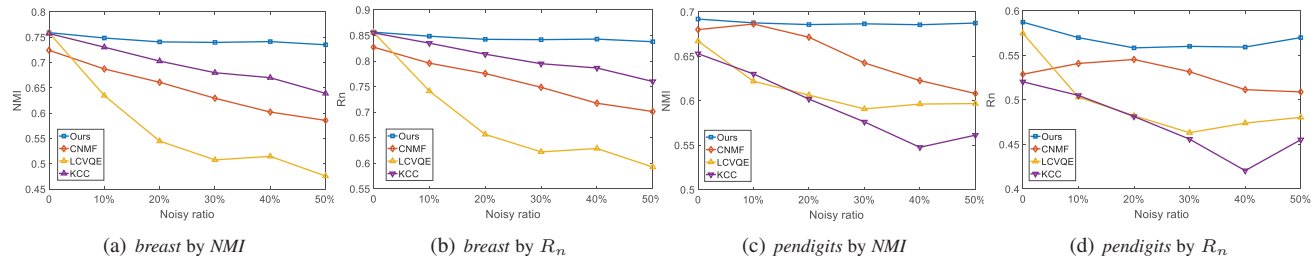 0.85
0.8
0.75
0.7
0.65
0.6
0.55
0.5
0.45
NMI
Ours
CNMF
LCVQE
KCC
0 10% 20% 30% 40% 50%
Noisy ratio
(a) breast by NMI
0.95
0.9
0.85
0.8
0.75
0.7
0.65
0.6
0.55
Rn
Ours
CNMF
LCVQE
KCC
0 10% 20% 30% 40% 50%
Noisy ratio
(b) breast by Rn
0.7
0.65
0.6
0.55
0.5
NMI
Ours
CNMF
LCVQE
KCC
0 10% 20% 30% 40% 50%
Noisy ratio
(c) pendigits by NMI
0.6
0.55
0.5
0.45
0.4
Rn
Ours
CNMF
LCVQE
KCC
0 10% 20% 30% 40% 50%
Noisy ratio
(d) pendigits by Rn